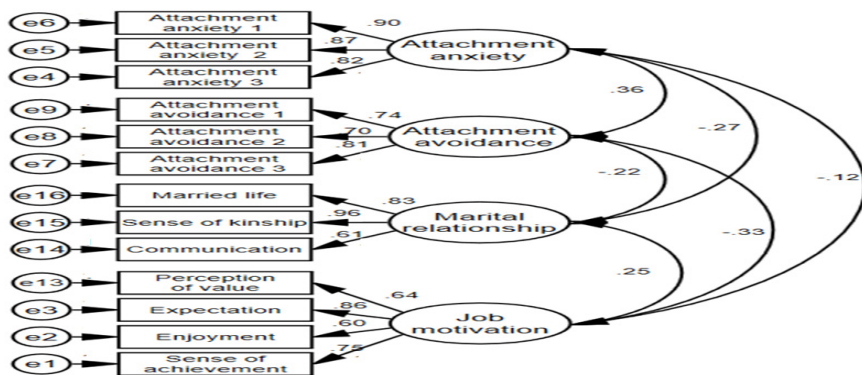 e6
Attachment
anxiety 1
.90
e5
Attachment
anxiety 2
.87
e4
Attachment
anxiety 3
.82
Attachment
anxiety
e9
Attachment
avoidance 1
.74
e8
Attachment
avoidance 2
.70
e7
Attachment
avoidance 3
.81
Attachment
avoidance
e16
Married life
.83
e15
Sense of kinship
.96
e14
Communication
.61
Marital
relationship
e13
Perception
of value
.64
e3
Expectation
.86
e2
Enjoyment
.60
e1
Sense of
achievement
.75
Job
motivation
.36
-.27
-.22
-.12
-.33
.25